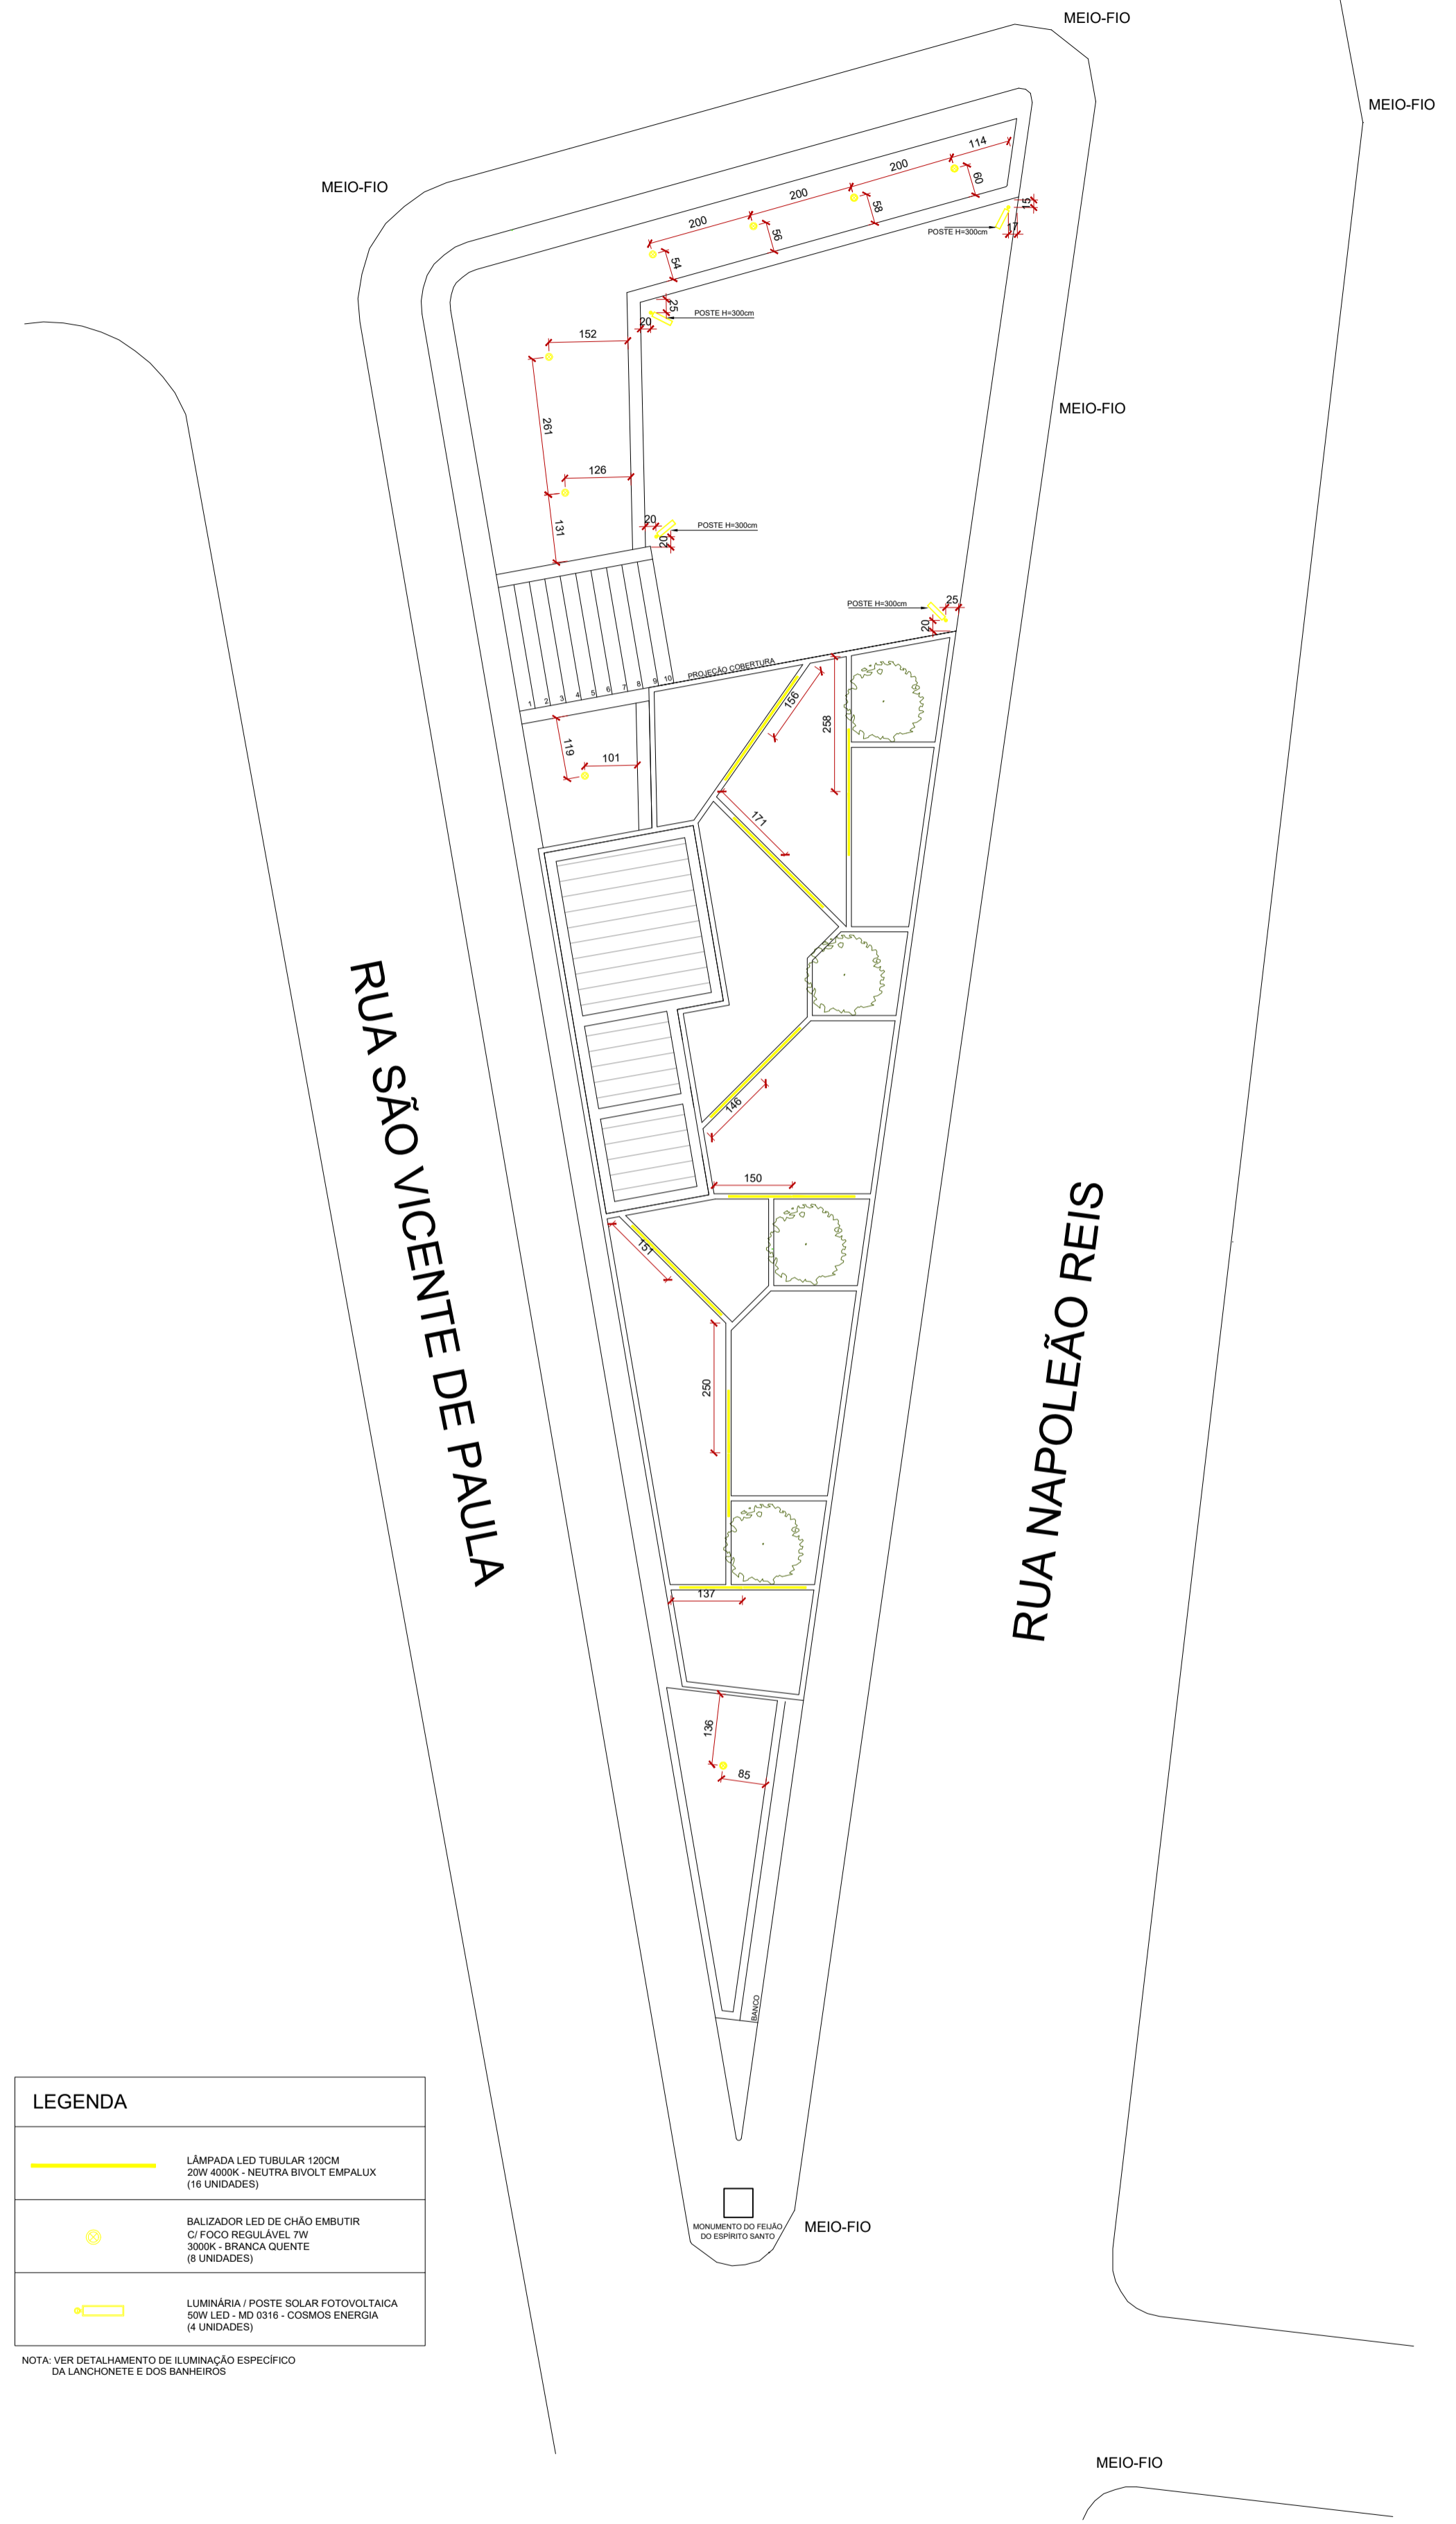 MEIO-FIO
MEIO-FIO
MEIO-FIO
114
200
60
200
58
15
200
56
17
POSTE H=300cm
54
25
POSTE H=300cm
20
152
MEIO-FIO
261
126
20
POSTE H=300cm
131
20
POSTE H=300cm
25
20
PROJEÇÃO COBERTURA
1 2 3 4 5 6 7 8 9 10
156
258
119
101
171
RUA SÃO VICENTE DE PAULA
146
150
RUA NAPOLEÃO REIS
151
250
137
136
85
BANCO
LEGENDA
LÂMPADA LED TUBULAR 120CM
20W 4000K - NEUTRA BIVOLT EMPALUX
(16 UNIDADES)
BALIZADOR LED DE CHÃO EMBUTIR
C/ FOCO REGULÁVEL 7W
3000K - BRANCA QUENTE
(8 UNIDADES)
LUMINÁRIA / POSTE SOLAR FOTOVOLTAICA
50W LED - MD 0316 - COSMOS ENERGIA
(4 UNIDADES)
NOTA: VER DETALHAMENTO DE ILUMINAÇÃO ESPECÍFICO
DA LANCHONETE E DOS BANHEIROS
MONUMENTO DO FEIJÃO
DO ESPÍRITO SANTO
MEIO-FIO
MEIO-FIO